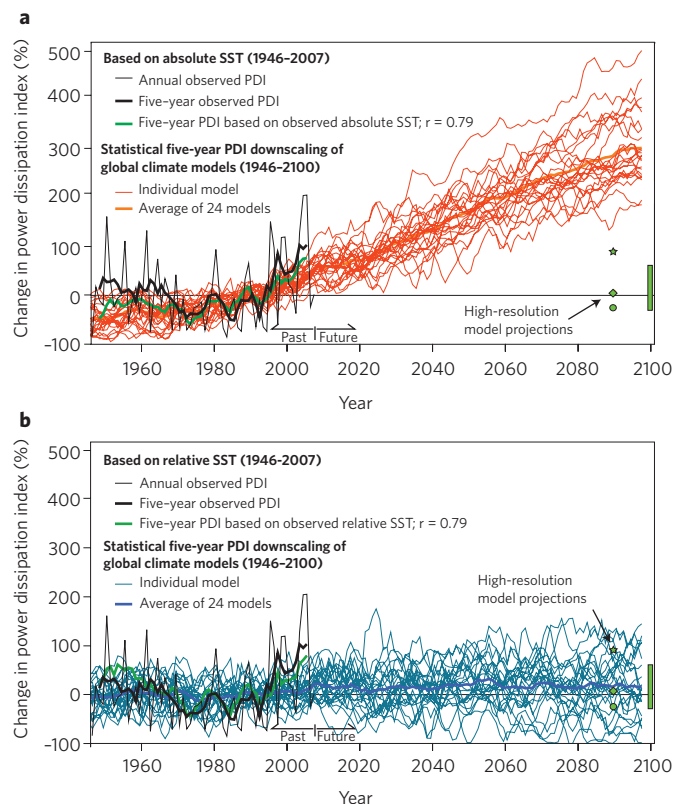 a
Change in power dissipation index (%)
500
400
300
200
100
0
-100
Based on absolute SST (1946–2007)
Annual observed PDI
Five-year observed PDI
Five-year PDI based on observed absolute SST; r = 0.79
Statistical five-year PDI downscaling of
global climate models (1946–2100)
Individual model
Average of 24 models
High-resolution
model projections
Past
Future
1960
1980
2000
2020
2040
2060
2080
2100
Year
b
Change in power dissipation index (%)
500
400
300
200
100
0
-100
Based on relative SST (1946-2007)
Annual observed PDI
Five-year observed PDI
Five-year PDI based on observed relative SST; r = 0.79
Statistical five-year PDI downscaling of
global climate models (1946–2100)
Individual model
Average of 24 models
High-resolution
model projections
Past
Future
1960
1980
2000
2020
2040
2060
2080
2100
Year